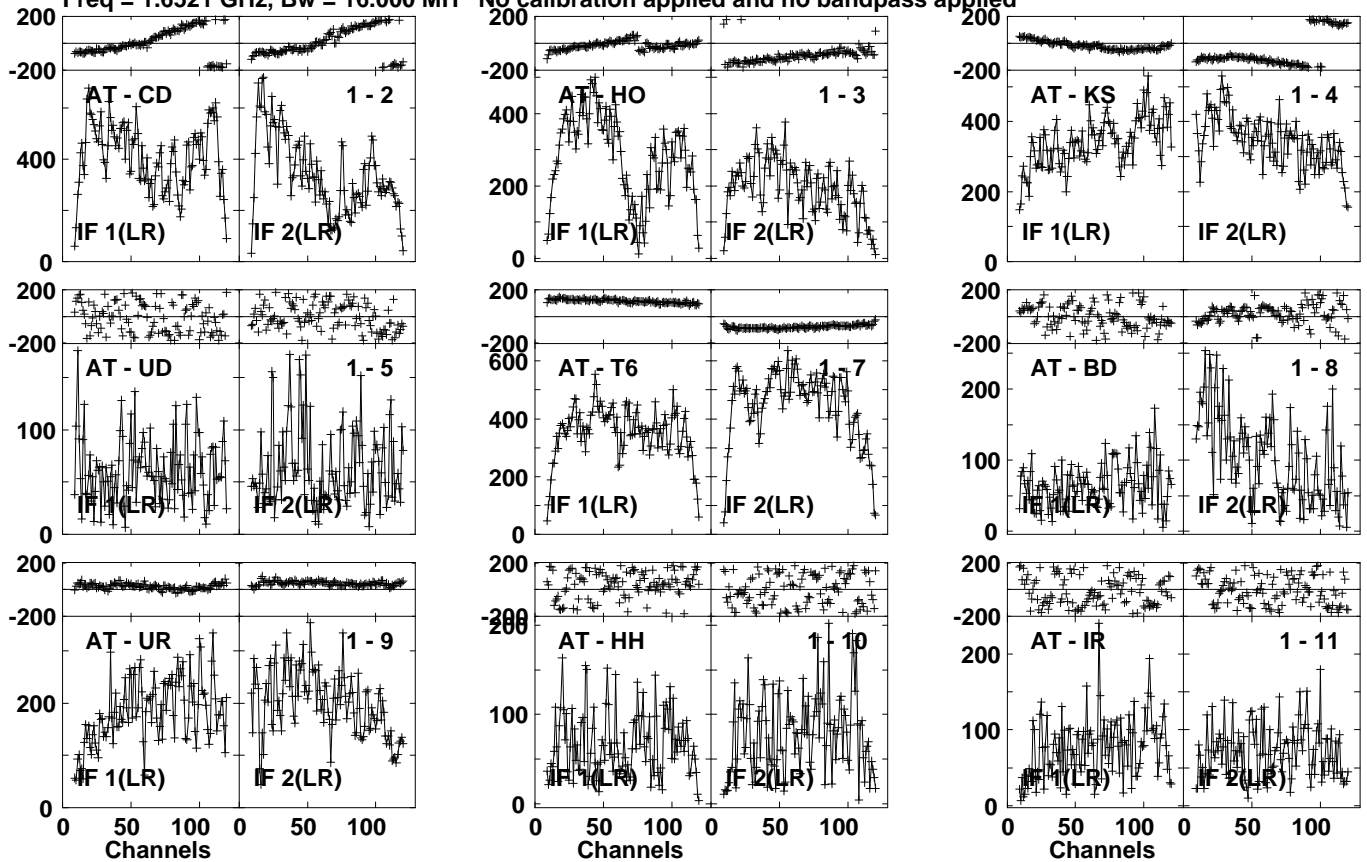 Freq = 1.6521 GHz, Bw = 16.000 MH No calibration applied and no bandpass applied
200
-200
AT - CD
1 - 2
400
0
IF 1(LR)
IF 2(LR)
200
-200
AT - HO
1 - 3
400
200
0
IF 1(LR)
IF 2(LR)
200
-200
AT - KS
1 - 4
400
200
0
IF 1(LR)
IF 2(LR)
200
-200
AT - UD
1 - 5
100
0
IF 1(LR)
IF 2(LR)
200
-200
AT - T6
1 - 7
600
400
200
0
IF 1(LR)
IF 2(LR)
200
-200
AT - BD
1 - 8
200
100
0
IF 1(LR)
IF 2(LR)
200
-200
AT - UR
1 - 9
200
0
IF 1(LR)
IF 2(LR)
0 50 100
Channels
200
-200
200
AT - HH
1 - 10
100
0
IF 1(LR)
IF 2(LR)
0 50 100 0 50 100
Channels
200
-200
AT - IR
1 - 11
200
100
0
IF 1(LR)
IF 2(LR)
0 50 100 0 50 100
Channels